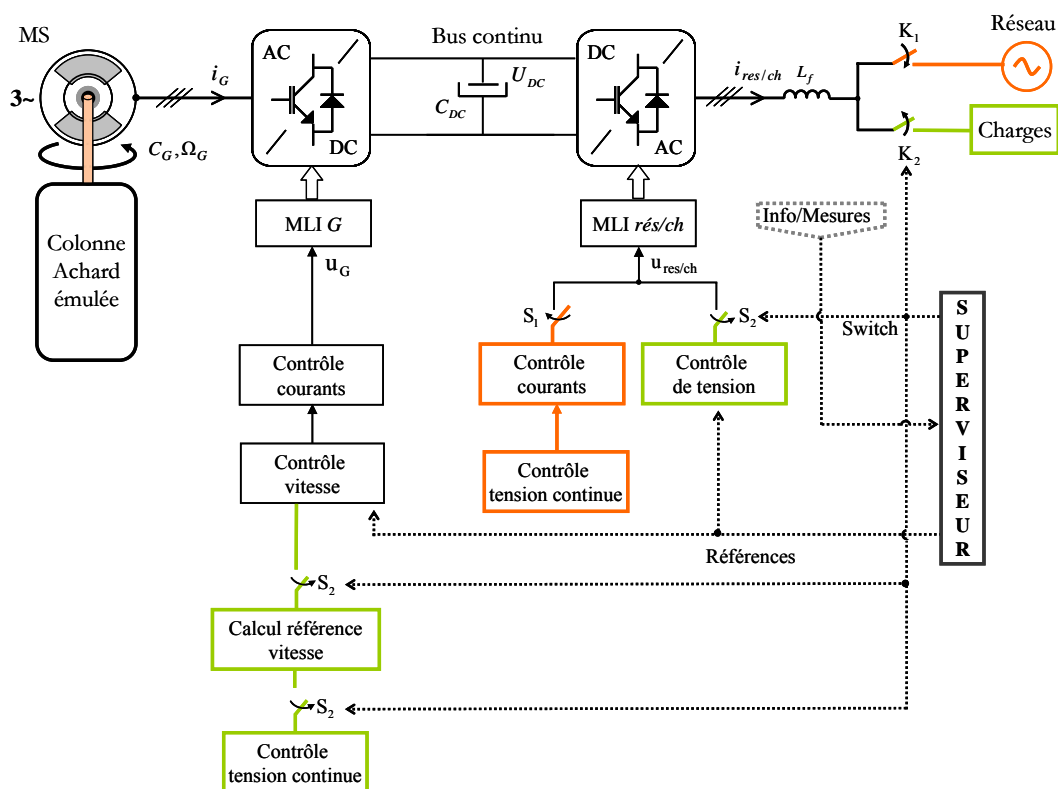 MS
3~
i_G
C_G, Ω_G
Colonne
Achard
émulée
AC
DC
Bus continu
U_DC
C_DC
DC
AC
i_res/ch
L_f
K_1
Réseau
Charges
K_2
MLI G
u_G
MLI rés/ch
u_res/ch
Info/Mesures
S_1
S_2
Switch
SUPERVISEUR
Contrôle
courants
Contrôle
courants
Contrôle
de tension
Contrôle
vitesse
Contrôle
tension continue
Références
S_2
Calcul référence
vitesse
S_2
Contrôle
tension continue